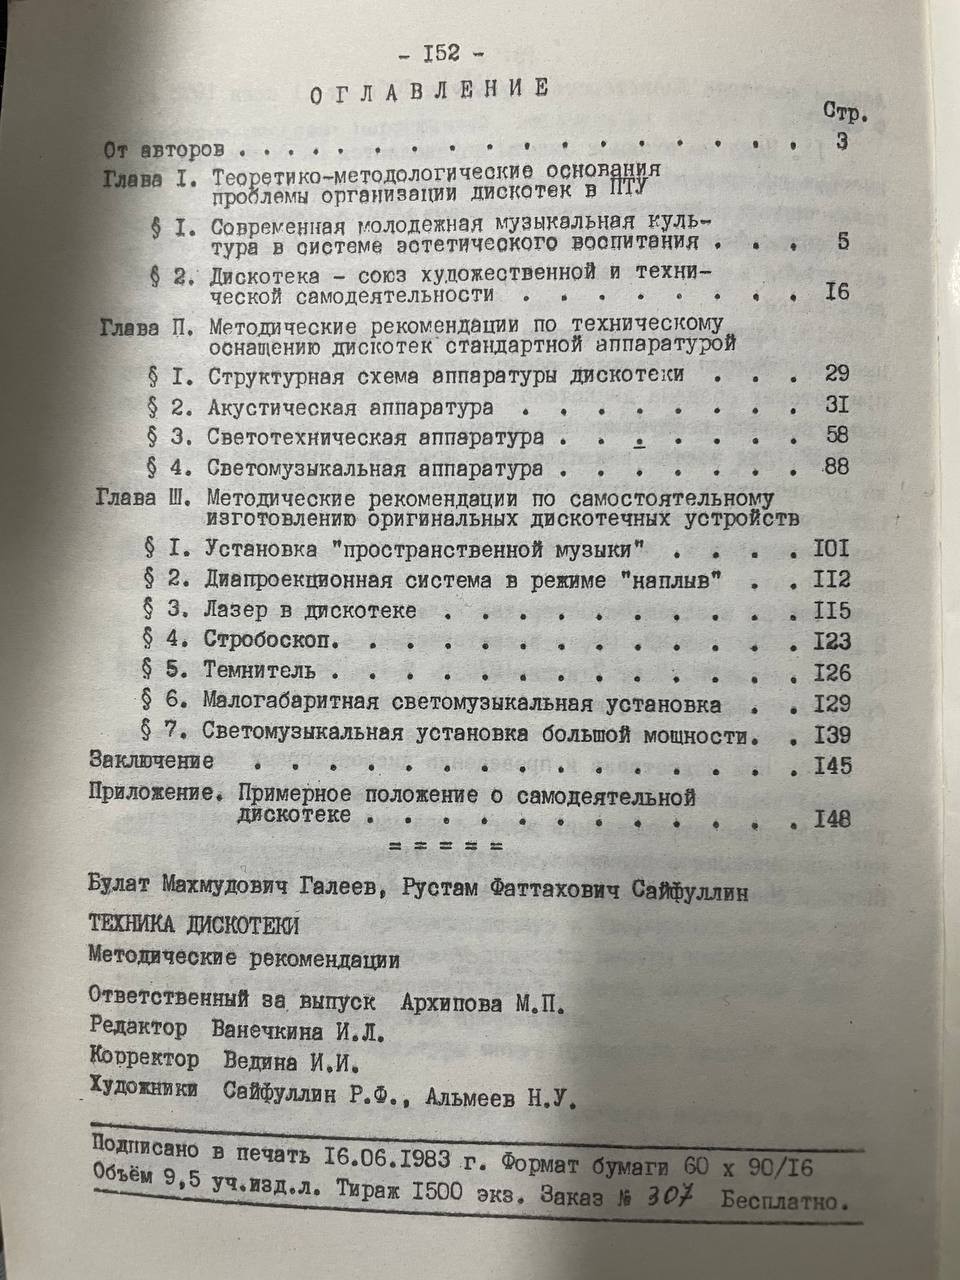 - I52 -
ОГЛАВЛЕНИЕ
Стр.
От авторов . . . . . . . . . . . . . . . . . . . 3
Глава I. Теоретико-методологические основания
проблемы организации дискотек в ПТУ
§ I. Современная молодежная музыкальная куль-
тура в системе эстетического воспитания . . . . 5
§ 2. Дискотека - союз художественной и техни-
ческой самодеятельности . . . . . . . . I6
Глава П. Методические рекомендации по техническому
оснащению дискотек стандартной аппаратурой
§ I. Структурная схема аппаратуры дискотеки . . . 29
§ 2. Акустическая аппаратура . . . . . . . . 3I
§ 3. Светотехническая аппаратура . . . . . . . 58
§ 4. Светомузыкальная аппаратура . . . . . . . 88
Глава Ш. Методические рекомендации по самостоятельному
изготовлению оригинальных дискотечных устройств
§ I. Установка "пространственной музыки" . . . . I0I
§ 2. Диапроекционная система в режиме "наплыв" . . II2
§ 3. Лазер в дискотеке . . . . . . . . . . II5
§ 4. Стробоскоп. . . . . . . . . . . . . I23
§ 5. Темнитель . . . . . . . . . . . . . I26
§ 6. Малогабаритная светомузыкальная установка . . I29
§ 7. Светомузыкальная установка большой мощности. . I39
Заключение . . . . . . . . . . . . . . . I45
Приложение. Примерное положение о самодеятельной
дискотеке . . . . . . . . . . . . I48
= = = = =
Булат Махмудович Галеев, Рустам Фаттахович Сайфуллин
ТЕХНИКА ДИСКОТЕКИ
Методические рекомендации
Ответственный за выпуск Архипова М.П.
Редактор Ванечкина И.Л.
Корректор Ведина И.И.
Художники Сайфуллин Р.Ф., Альмеев Н.У.
Подписано в печать I6.06.I983 г. Формат бумаги 60 х 90/I6
Объём 9,5 уч.изд.л. Тираж I500 экз. Заказ № 307 Бесплатно.